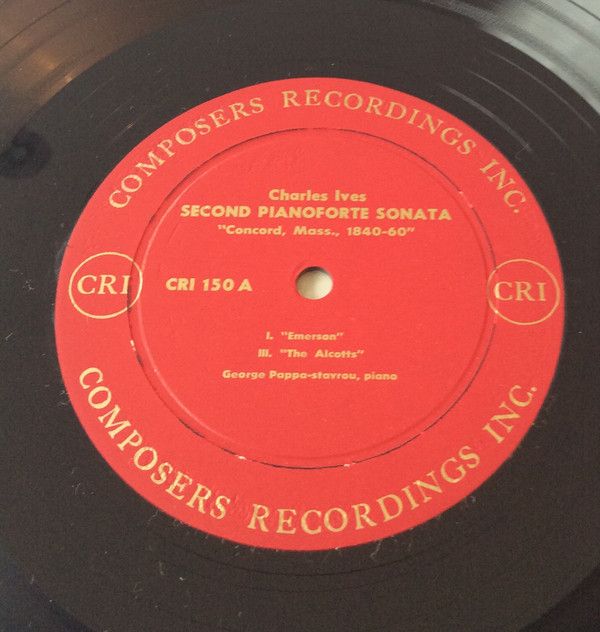 COMPOSERS RECORDINGS INC.
Charles Ives
SECOND PIANOFORTE SONATA
"Concord, Mass., 1840-60"
CRI
CRI 150 A
CRI
I. "Emerson"
III. "The Alcotts"
George Pappa-stavrou, piano
COMPOSERS RECORDINGS INC.